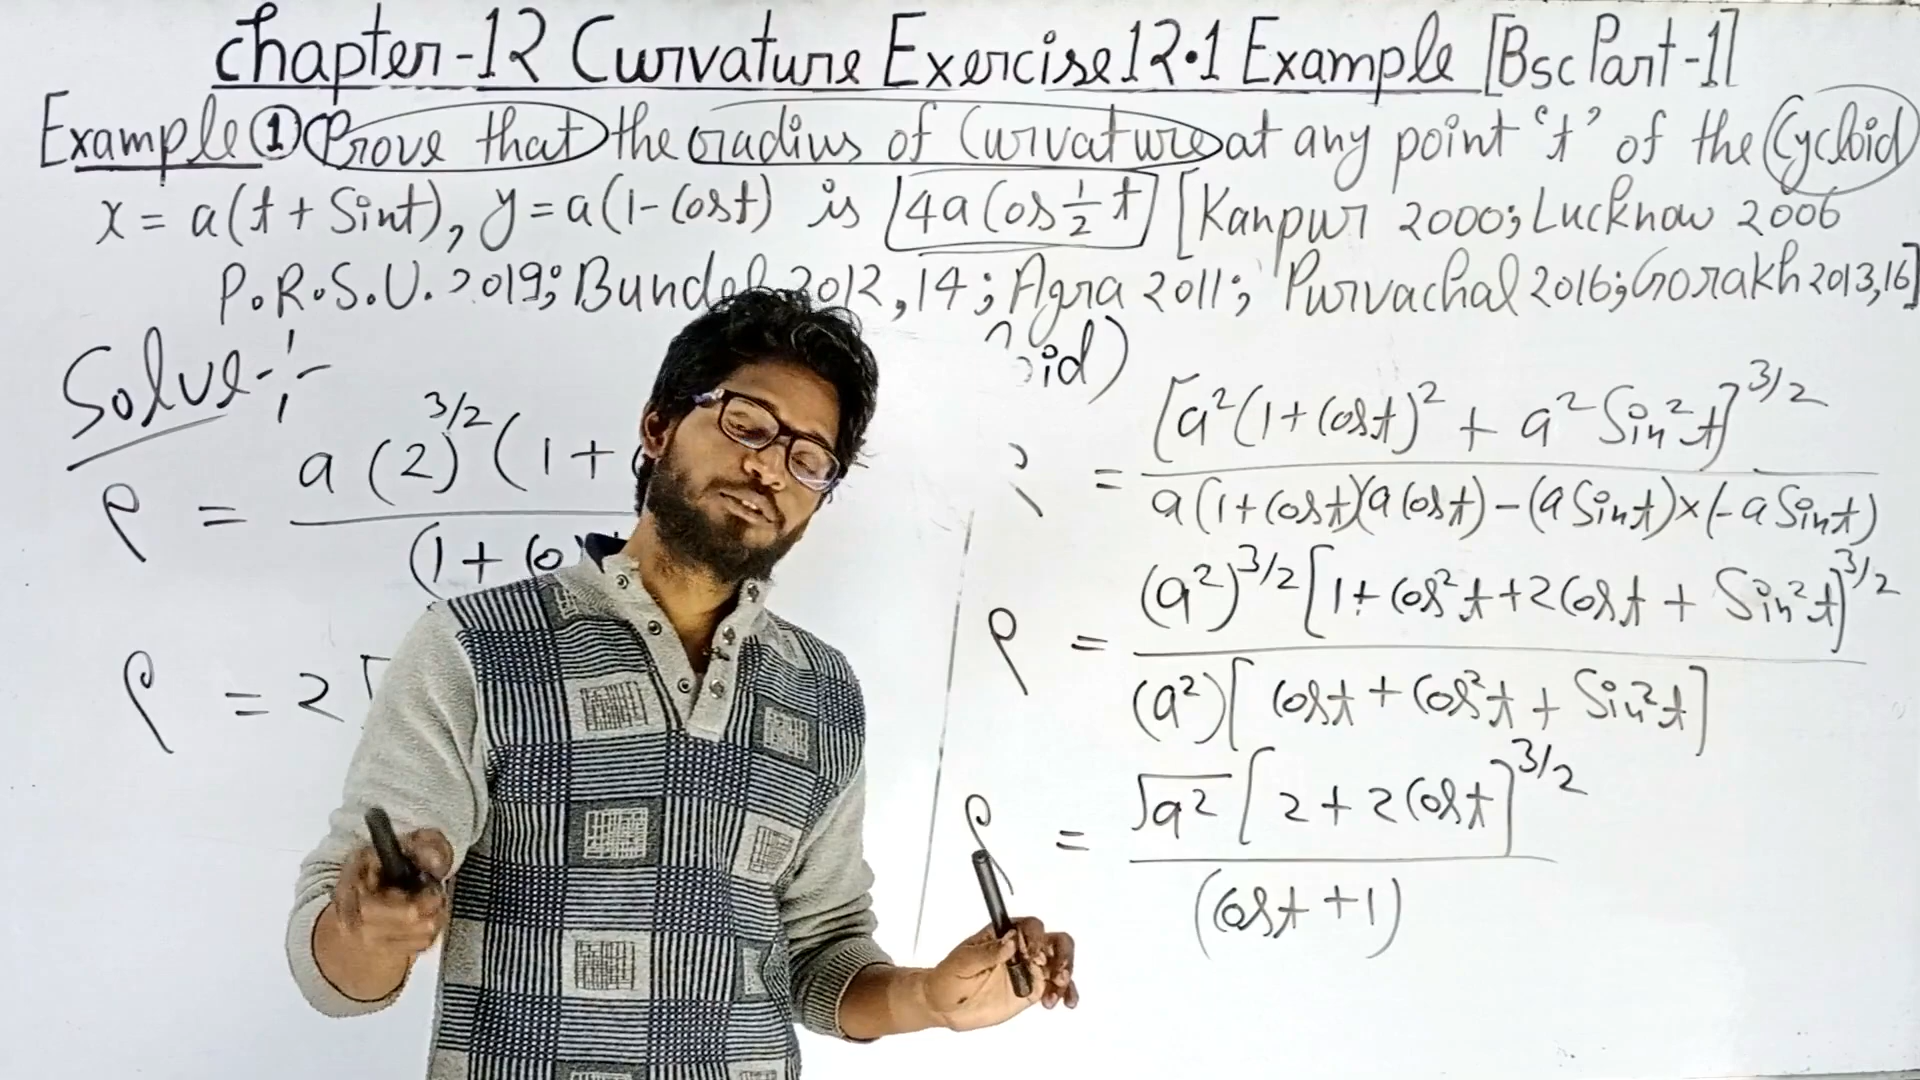 Chapter-12 Curvature Exercise 12.1 Example [Bsc Part-1]
Example ① Prove that the radius of Curvature at any point 't' of the Cycloid
x = a(t + Sint), y = a(1 - Cost) is 4a Cos ½ t [Kanpur 2000; Lucknow 2006
P.R.S.U. 2019; Bundel 2012, 14; Agra 2011; Purvachal 2016; Gorakh 2013, 16]
Solve:-
ρ = a (2)^3/2 (1 +
(1 + Co
ρ = 2
oid)
= [a²(1 + Cost)² + a² Sin²t]^3/2
a(1 + Cost)(a Cost) - (a Sint) × (-a Sint)
ρ = (a²)^3/2 [1 + Cos²t + 2Cost + Sin²t]^3/2
(a²)[Cost + Cos²t + Sin²t]
ρ = √a² [2 + 2Cost]^3/2
(Cost + 1)